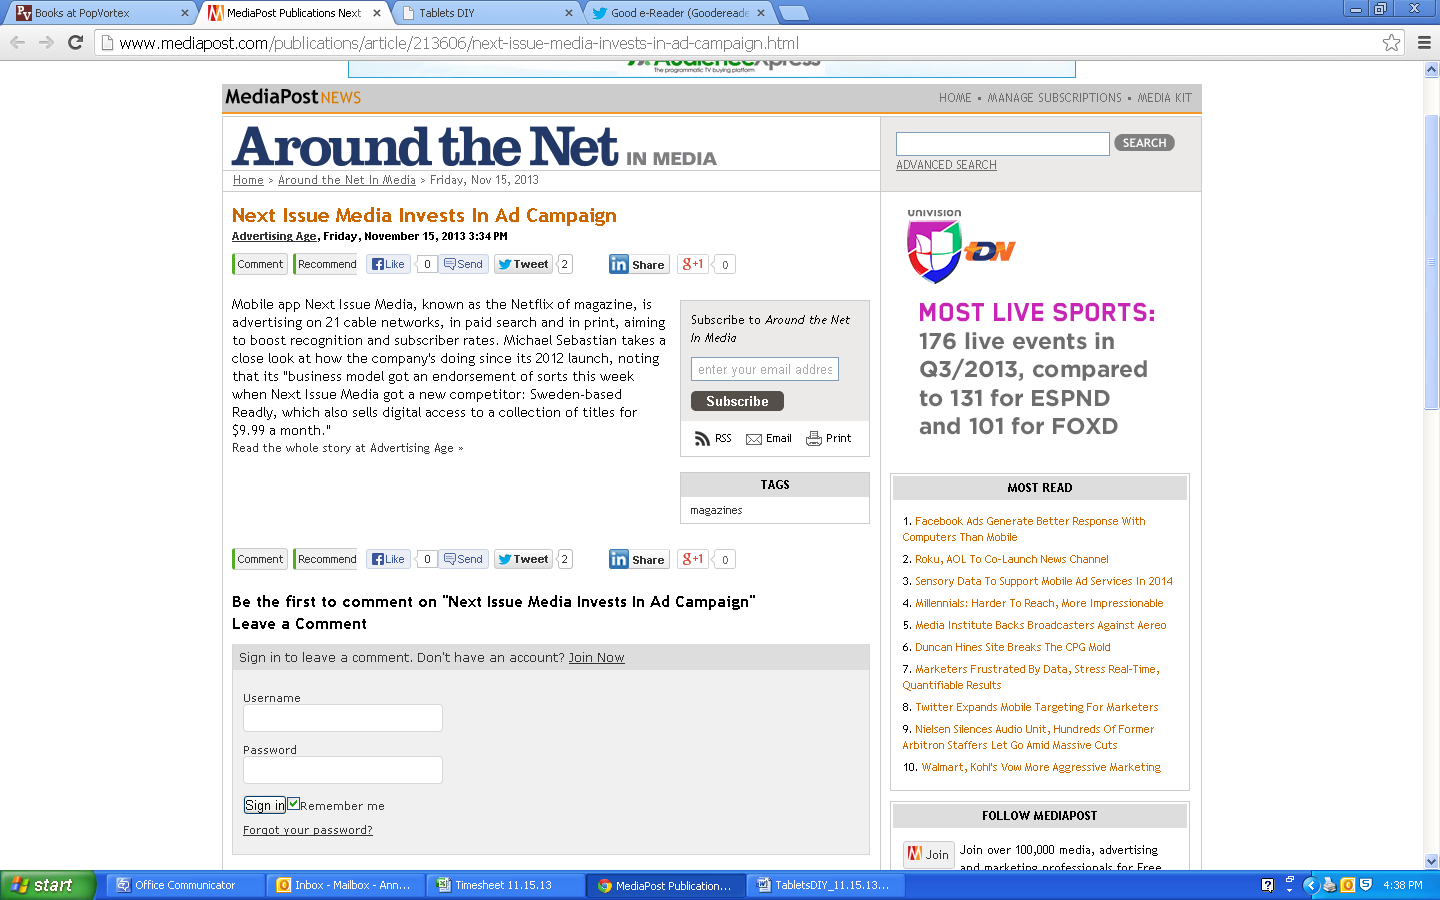 Books at PopVortex
MediaPost Publications Next
Tablets DIY
Good e-Reader (Goodereade
www.mediapost.com/publications/article/213606/next-issue-media-invests-in-ad-campaign.html
The programmatic TV buying platform
MediaPost NEWS
HOME • MANAGE SUBSCRIPTIONS • MEDIA KIT
Around the Net IN MEDIA
SEARCH
ADVANCED SEARCH
Home > Around the Net In Media > Friday, Nov 15, 2013
Next Issue Media Invests In Ad Campaign
Advertising Age, Friday, November 15, 2013 3:34 PM
Comment Recommend Like 0 Send Tweet 2 Share +1 0
Mobile app Next Issue Media, known as the Netflix of magazine, is
advertising on 21 cable networks, in paid search and in print, aiming
to boost recognition and subscriber rates. Michael Sebastian takes a
close look at how the company's doing since its 2012 launch, noting
that its "business model got an endorsement of sorts this week
when Next Issue Media got a new competitor: Sweden-based
Readly, which also sells digital access to a collection of titles for
$9.99 a month."
Read the whole story at Advertising Age »
Subscribe to Around the Net
In Media
enter your email addres
Subscribe
RSS Email Print
TAGS
magazines
Comment Recommend Like 0 Send Tweet 2 Share +1 0
Be the first to comment on "Next Issue Media Invests In Ad Campaign"
Leave a Comment
Sign in to leave a comment. Don't have an account? Join Now
Username
Password
Sign in Remember me
Forgot your password?
univision
tDN
MOST LIVE SPORTS:
176 live events in
Q3/2013, compared
to 131 for ESPND
and 101 for FOXD
MOST READ
1. Facebook Ads Generate Better Response With
Computers Than Mobile
2. Roku, AOL To Co-Launch News Channel
3. Sensory Data To Support Mobile Ad Services In 2014
4. Millennials: Harder To Reach, More Impressionable
5. Media Institute Backs Broadcasters Against Aereo
6. Duncan Hines Site Breaks The CPG Mold
7. Marketers Frustrated By Data, Stress Real-Time,
Quantifiable Results
8. Twitter Expands Mobile Targeting For Marketers
9. Nielsen Silences Audio Unit, Hundreds Of Former
Arbitron Staffers Let Go Amid Massive Cuts
10. Walmart, Kohl's Vow More Aggressive Marketing
FOLLOW MEDIAPOST
Join
Join over 100,000 media, advertising
and marketing professionals for Free
start
Office Communicator
Inbox - Mailbox - Ann...
Timesheet 11.15.13
MediaPost Publication...
TabletsDIY_11.15.13...
4:38 PM